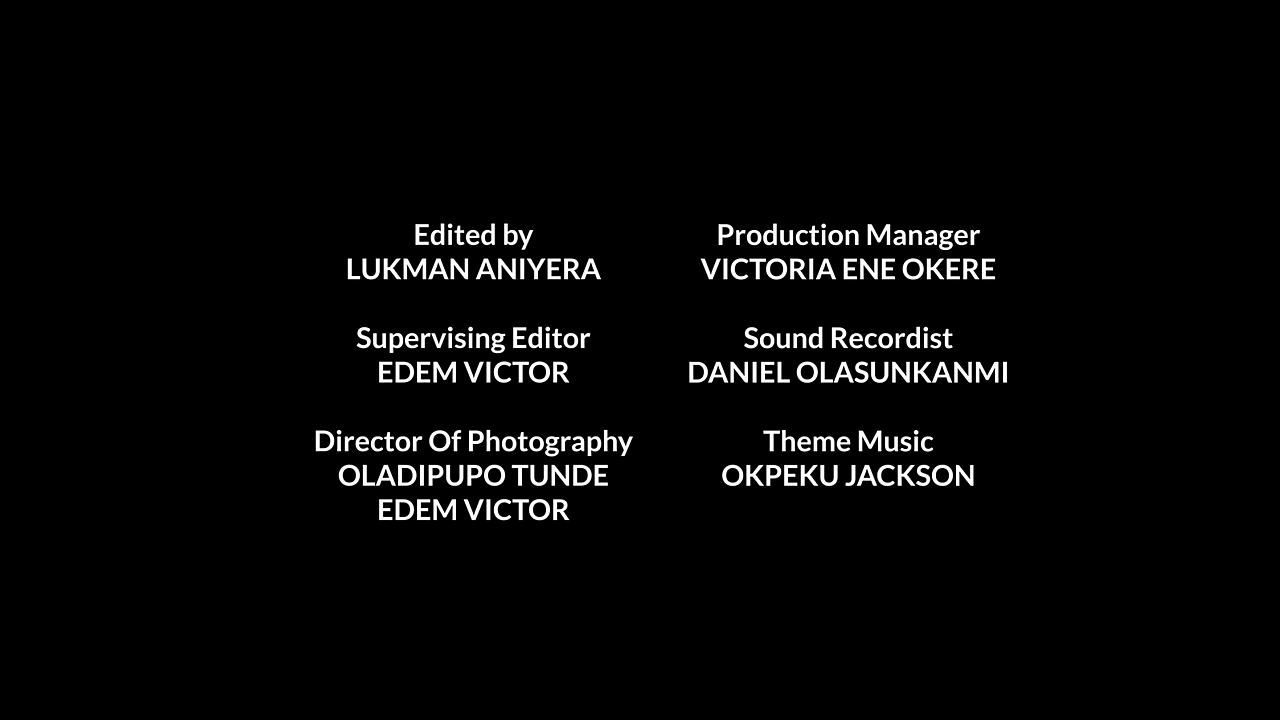 Edited by
LUKMAN ANIYERA
Supervising Editor
EDEM VICTOR
Director Of Photography
OLADIPUPO TUNDE
EDEM VICTOR
Production Manager
VICTORIA ENE OKERE
Sound Recordist
DANIEL OLASUNKANMI
Theme Music
OKPEKU JACKSON